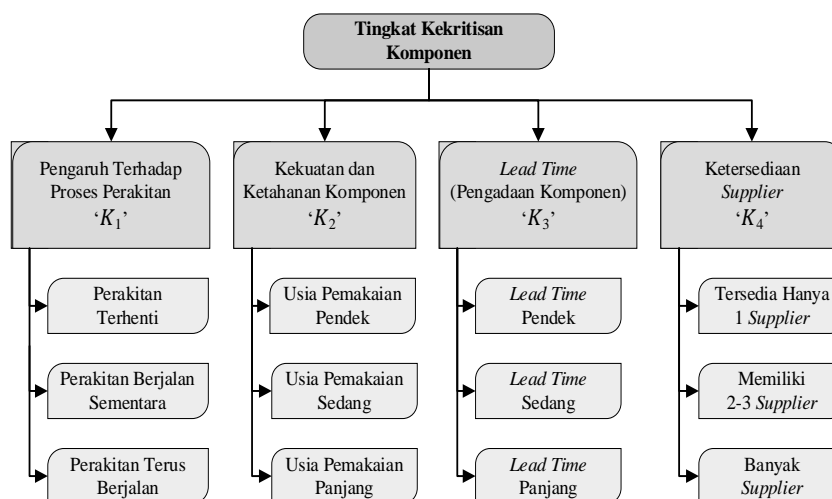 Tingkat Kekritisan
Komponen
Pengaruh Terhadap
Proses Perakitan
‘K₁’
Perakitan
Terhenti
Perakitan Berjalan
Sementara
Perakitan Terus
Berjalan
Kekuatan dan
Ketahanan Komponen
‘K₂’
Usia Pemakaian
Pendek
Usia Pemakaian
Sedang
Usia Pemakaian
Panjang
Lead Time
(Pengadaan Komponen)
‘K₃’
Lead Time
Pendek
Lead Time
Sedang
Lead Time
Panjang
Ketersediaan
Supplier
‘K₄’
Tersedia Hanya
1 Supplier
Memiliki
2-3 Supplier
Banyak
Supplier